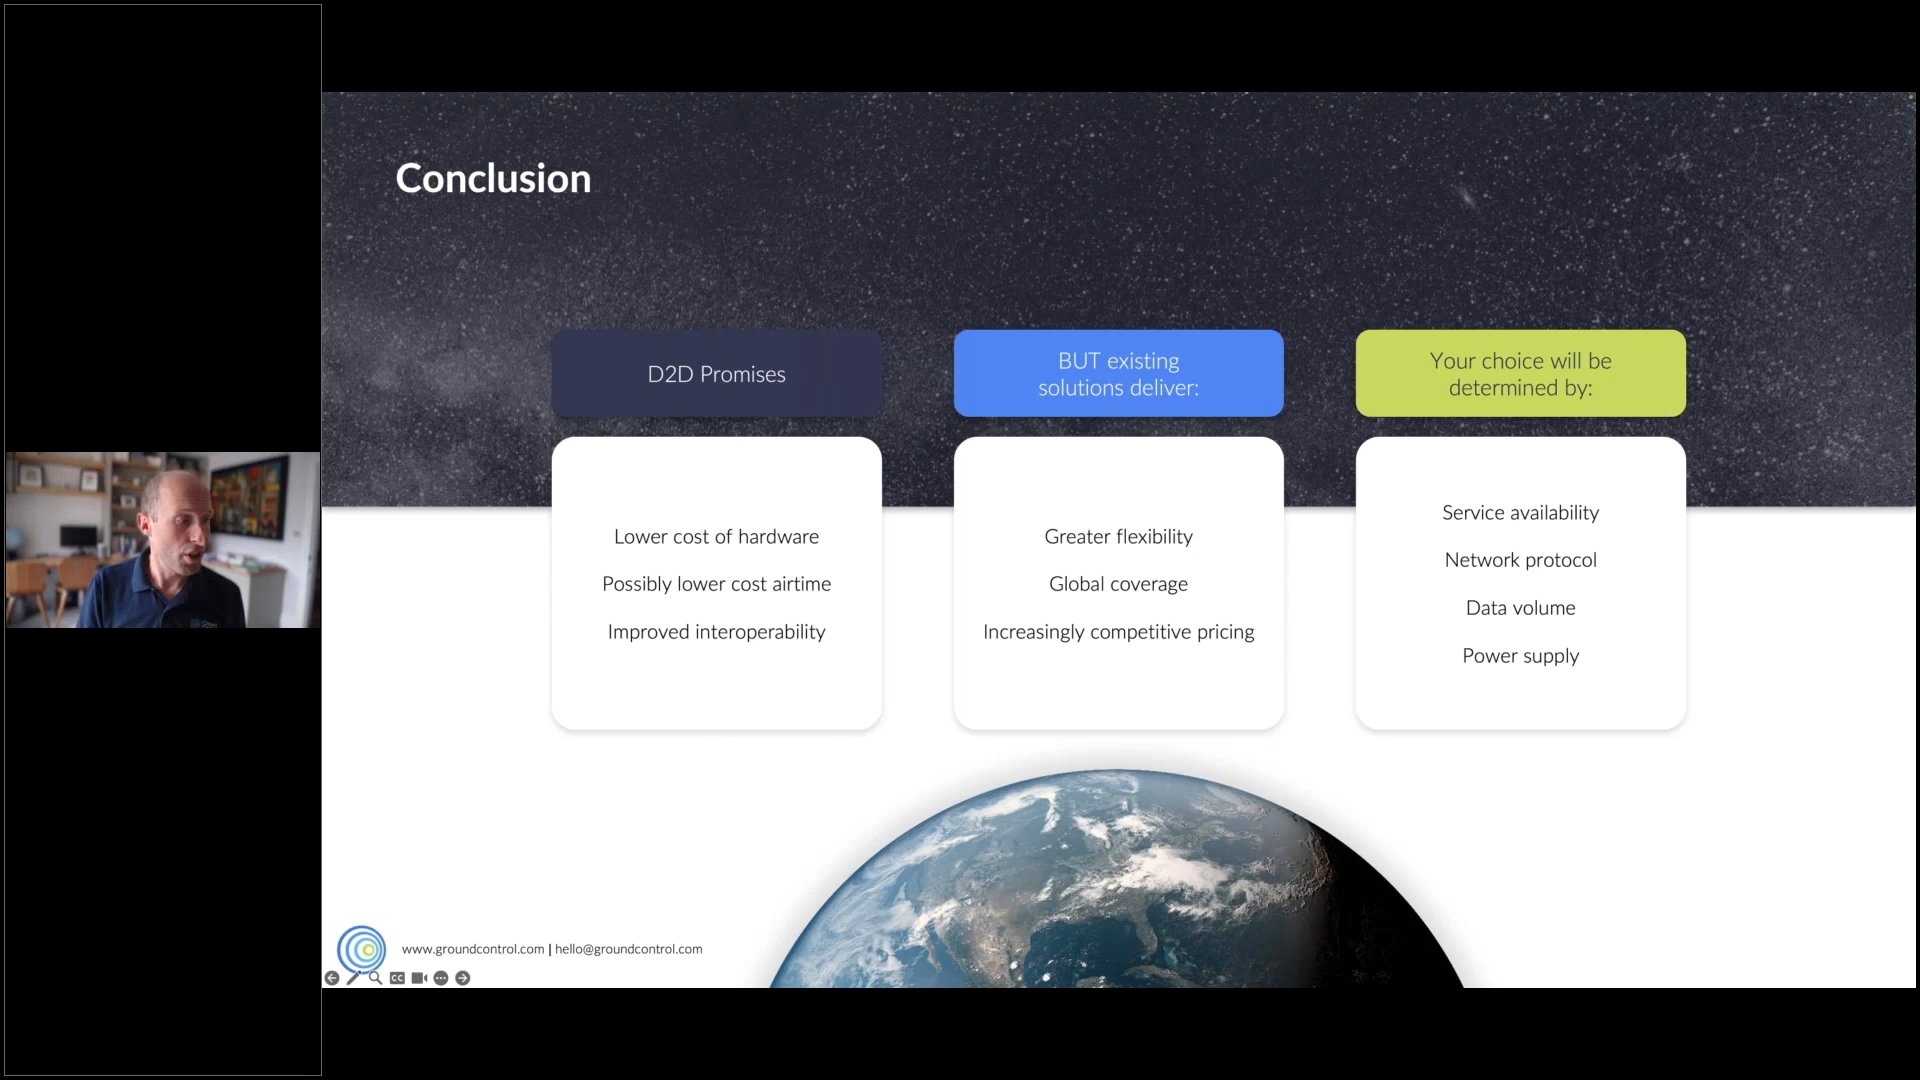 Conclusion
D2D Promises
Lower cost of hardware
Possibly lower cost airtime
Improved interoperability
BUT existing
solutions deliver:
Greater flexibility
Global coverage
Increasingly competitive pricing
Your choice will be
determined by:
Service availability
Network protocol
Data volume
Power supply
www.groundcontrol.com | hello@groundcontrol.com
CC